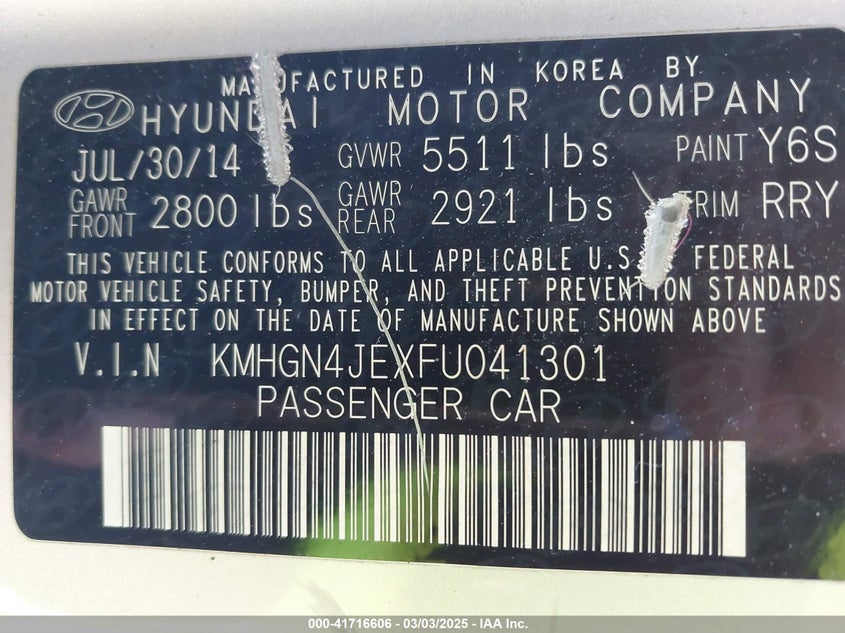 MANUFACTURED IN KOREA BY
HYUNDAI MOTOR COMPANY
JUL/30/14 GVWR 5511 lbs PAINT Y6S
GAWR FRONT 2800 lbs GAWR REAR 2921 lbs TRIM RRY
THIS VEHICLE CONFORMS TO ALL APPLICABLE U.S. FEDERAL
MOTOR VEHICLE SAFETY, BUMPER, AND THEFT PREVENTION STANDARDS
IN EFFECT ON THE DATE OF MANUFACTURE SHOWN ABOVE
V.I.N KMHGN4JEXFU041301
PASSENGER CAR
000-41716606 - 03/03/2025 - IAA Inc.